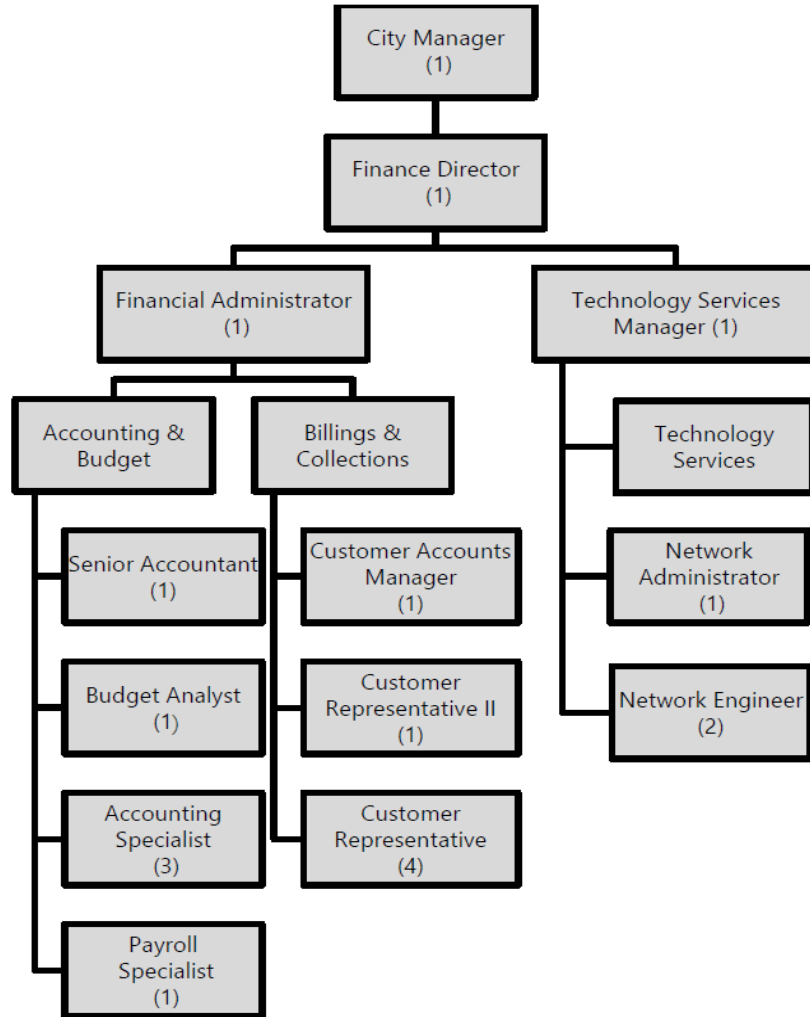 City Manager
(1)
Finance Director
(1)
Financial Administrator
(1)
Technology Services
Manager (1)
Accounting &
Budget
Billings &
Collections
Technology
Services
Senior Accountant
(1)
Customer Accounts
Manager
(1)
Network
Administrator
(1)
Budget Analyst
(1)
Customer
Representative II
(1)
Network Engineer
(2)
Accounting
Specialist
(3)
Customer
Representative
(4)
Payroll
Specialist
(1)